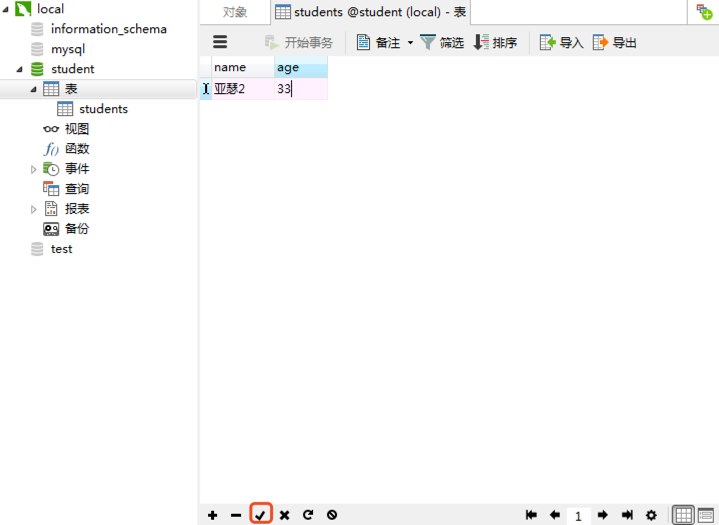 local
information_schema
mysql
student
表
students
视图
f() 函数
事件
查询
报表
备份
test
对象
students @student (local) - 表
开始事务 备注 筛选 排序 导入 导出
name age
亚瑟2 33
1